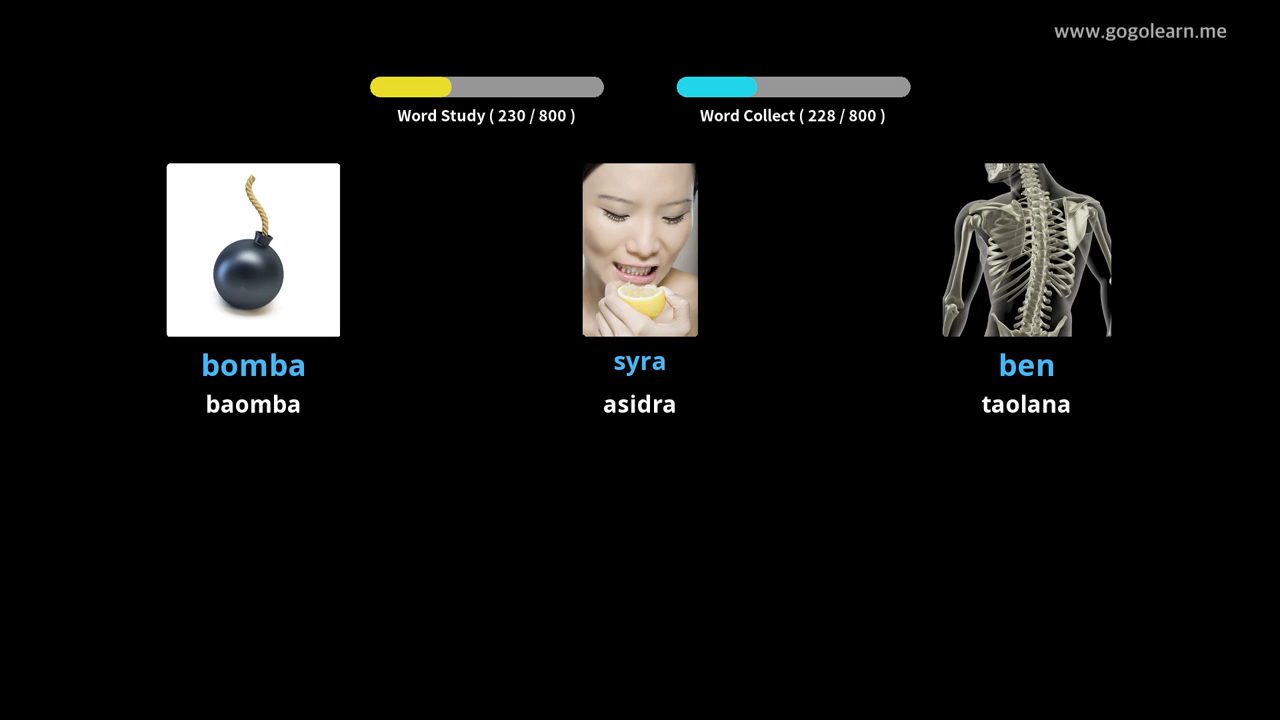 www.gogolearn.me
Word Study ( 230 / 800 )
Word Collect ( 228 / 800 )
bomba
syra
ben
baomba
asidra
taolana